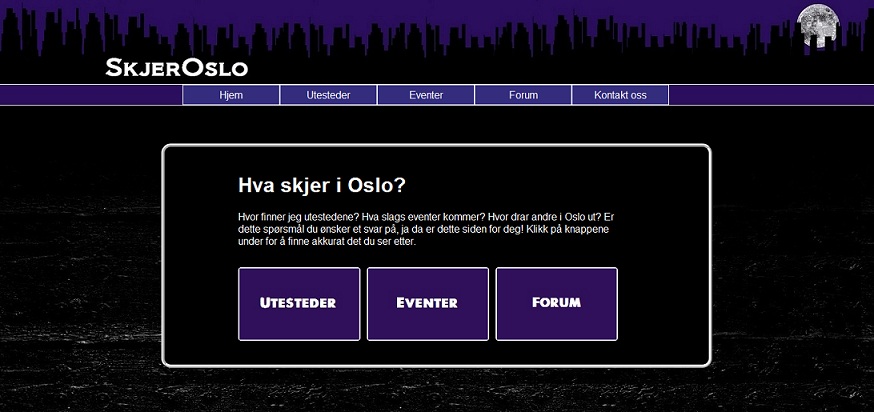 SkjerOslo
Hjem Utesteder Eventer Forum Kontakt oss
Hva skjer i Oslo?
Hvor finner jeg utestedene? Hva slags eventer kommer? Hvor drar andre i Oslo ut? Er
dette spørsmål du ønsker et svar på, ja da er dette siden for deg! Klikk på knappene
under for å finne akkurat det du ser etter.
Utesteder Eventer Forum